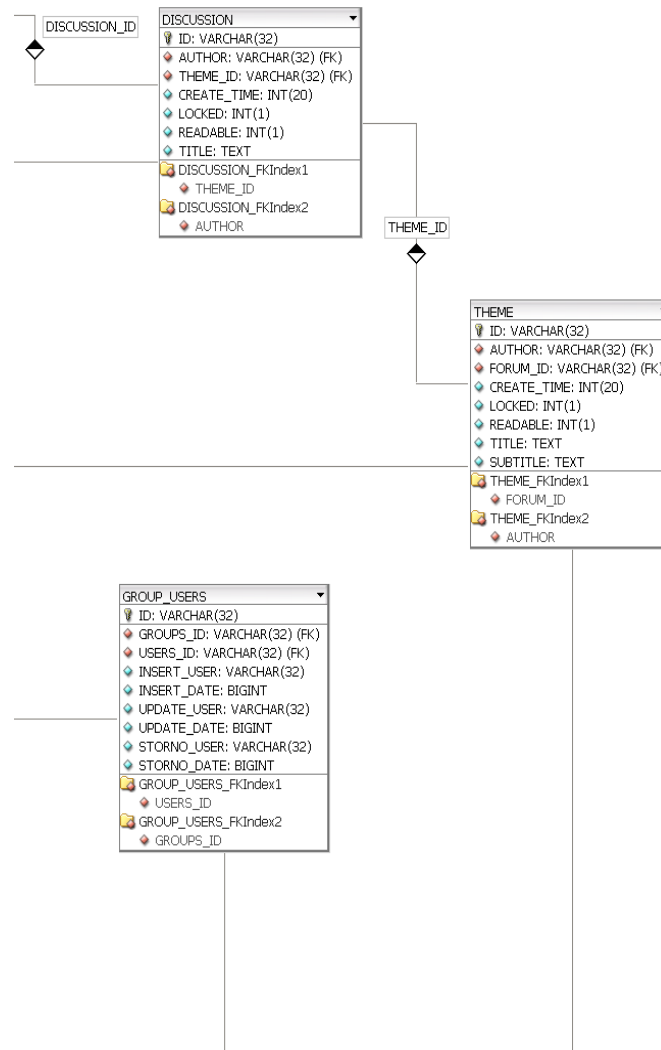 DISCUSSION_ID
DISCUSSION
ID: VARCHAR(32)
AUTHOR: VARCHAR(32) (FK)
THEME_ID: VARCHAR(32) (FK)
CREATE_TIME: INT(20)
LOCKED: INT(1)
READABLE: INT(1)
TITLE: TEXT
DISCUSSION_FKIndex1
THEME_ID
DISCUSSION_FKIndex2
AUTHOR
THEME_ID
THEME
ID: VARCHAR(32)
AUTHOR: VARCHAR(32) (FK)
FORUM_ID: VARCHAR(32) (FK)
CREATE_TIME: INT(20)
LOCKED: INT(1)
READABLE: INT(1)
TITLE: TEXT
SUBTITLE: TEXT
THEME_FKIndex1
FORUM_ID
THEME_FKIndex2
AUTHOR
GROUP_USERS
ID: VARCHAR(32)
GROUPS_ID: VARCHAR(32) (FK)
USERS_ID: VARCHAR(32) (FK)
INSERT_USER: VARCHAR(32)
INSERT_DATE: BIGINT
UPDATE_USER: VARCHAR(32)
UPDATE_DATE: BIGINT
STORNO_USER: VARCHAR(32)
STORNO_DATE: BIGINT
GROUP_USERS_FKIndex1
USERS_ID
GROUP_USERS_FKIndex2
GROUPS_ID